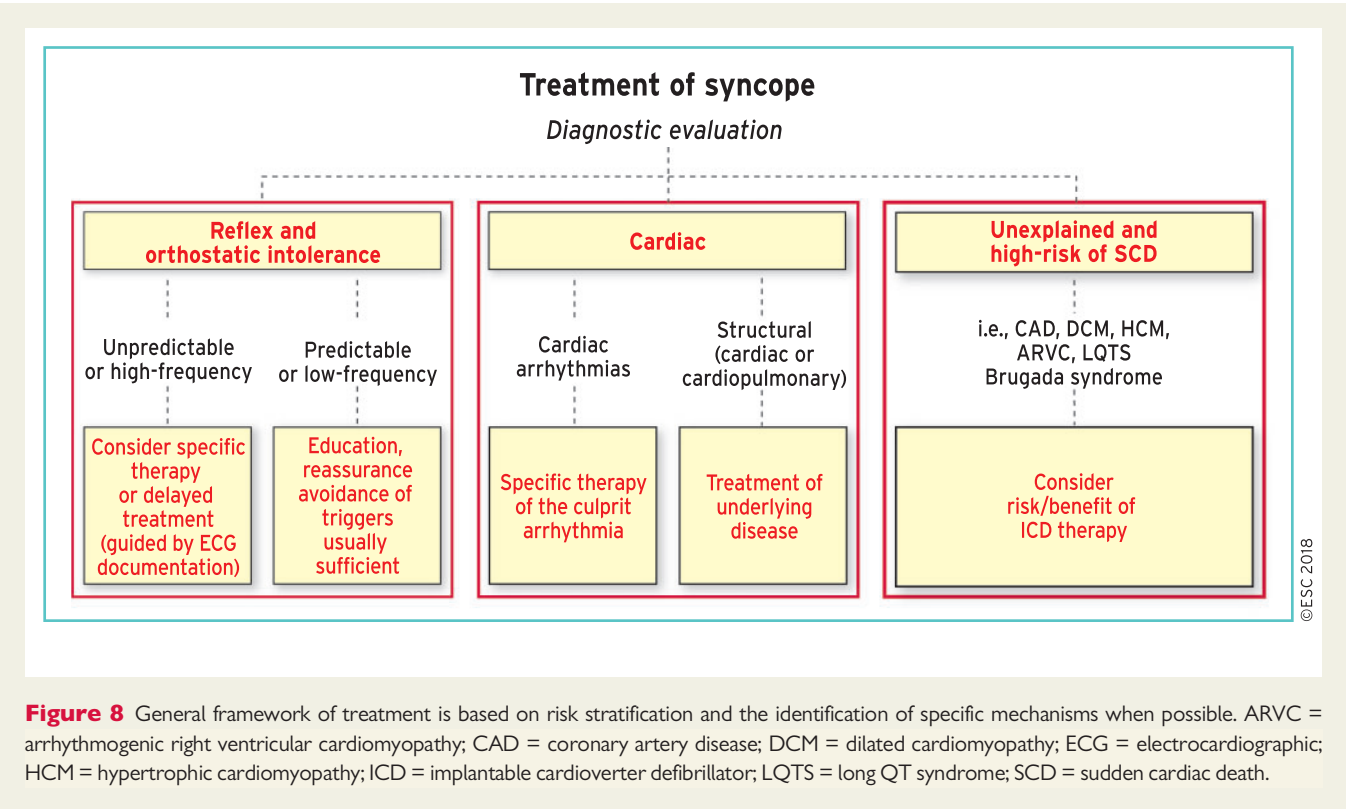 Treatment of syncope
Diagnostic evaluation
Reflex and
orthostatic intolerance
Unpredictable
or high-frequency
Predictable
or low-frequency
Consider specific
therapy
or delayed
treatment
(guided by ECG
documentation)
Education,
reassurance
avoidance of
triggers
usually
sufficient
Cardiac
Cardiac
arrhythmias
Structural
(cardiac or
cardiopulmonary)
Specific therapy
of the culprit
arrhythmia
Treatment of
underlying
disease
Unexplained and
high-risk of SCD
i.e., CAD, DCM, HCM,
ARVC, LQTS
Brugada syndrome
Consider
risk/benefit of
ICD therapy
©ESC 2018
Figure 8 General framework of treatment is based on risk stratification and the identification of specific mechanisms when possible. ARVC =
arrhythmogenic right ventricular cardiomyopathy; CAD = coronary artery disease; DCM = dilated cardiomyopathy; ECG = electrocardiographic;
HCM = hypertrophic cardiomyopathy; ICD = implantable cardioverter defibrillator; LQTS = long QT syndrome; SCD = sudden cardiac death.